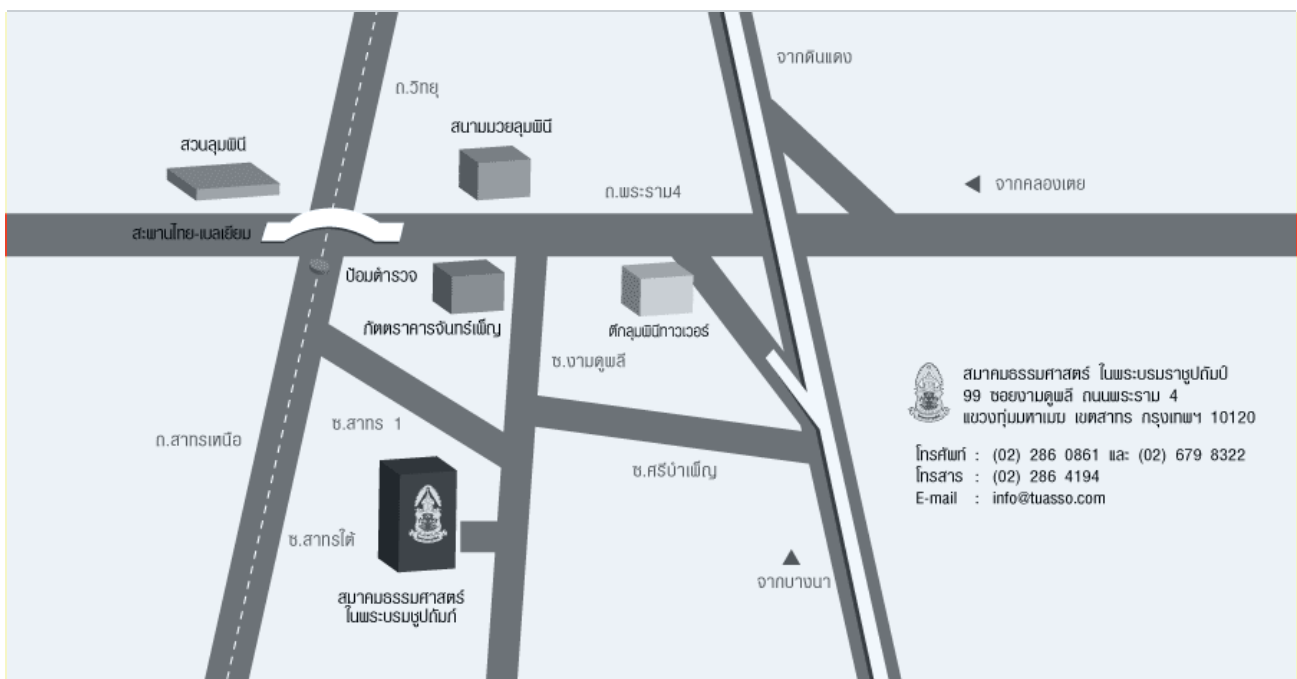 จากดินแดง
ถ.วิทยุ
สนามมวยลุมพินี
สวนลุมพินี
ถ.พระราม4
จากคลองเตย
สะพานไทย-เบลเยียม
ป้อมตำรวจ
ภัตตราคารจันทร์เพ็ญ
ตึกลุมพินีทาวเวอร์
ซ.งามดูพลี
สมาคมธรรมศาสตร์ ในพระบรมราชูปถัมป์
99 ซอยงามดูพลี ถนนพระราม 4
แขวงทุ่มมหาเมฆ เขตสาทร กรุงเทพฯ 10120
ซ.สาทร 1
ถ.สาทรเหนือ
ซ.ศรีบำเพ็ญ
โทรศัพท์ : (02) 286 0861 และ (02) 679 8322
โทรสาร : (02) 286 4194
E-mail : info@tuasso.com
ซ.สาทรใต้
จากบางนา
สมาคมธรรมศาสตร์
ในพระบรมชูปถัมภ์